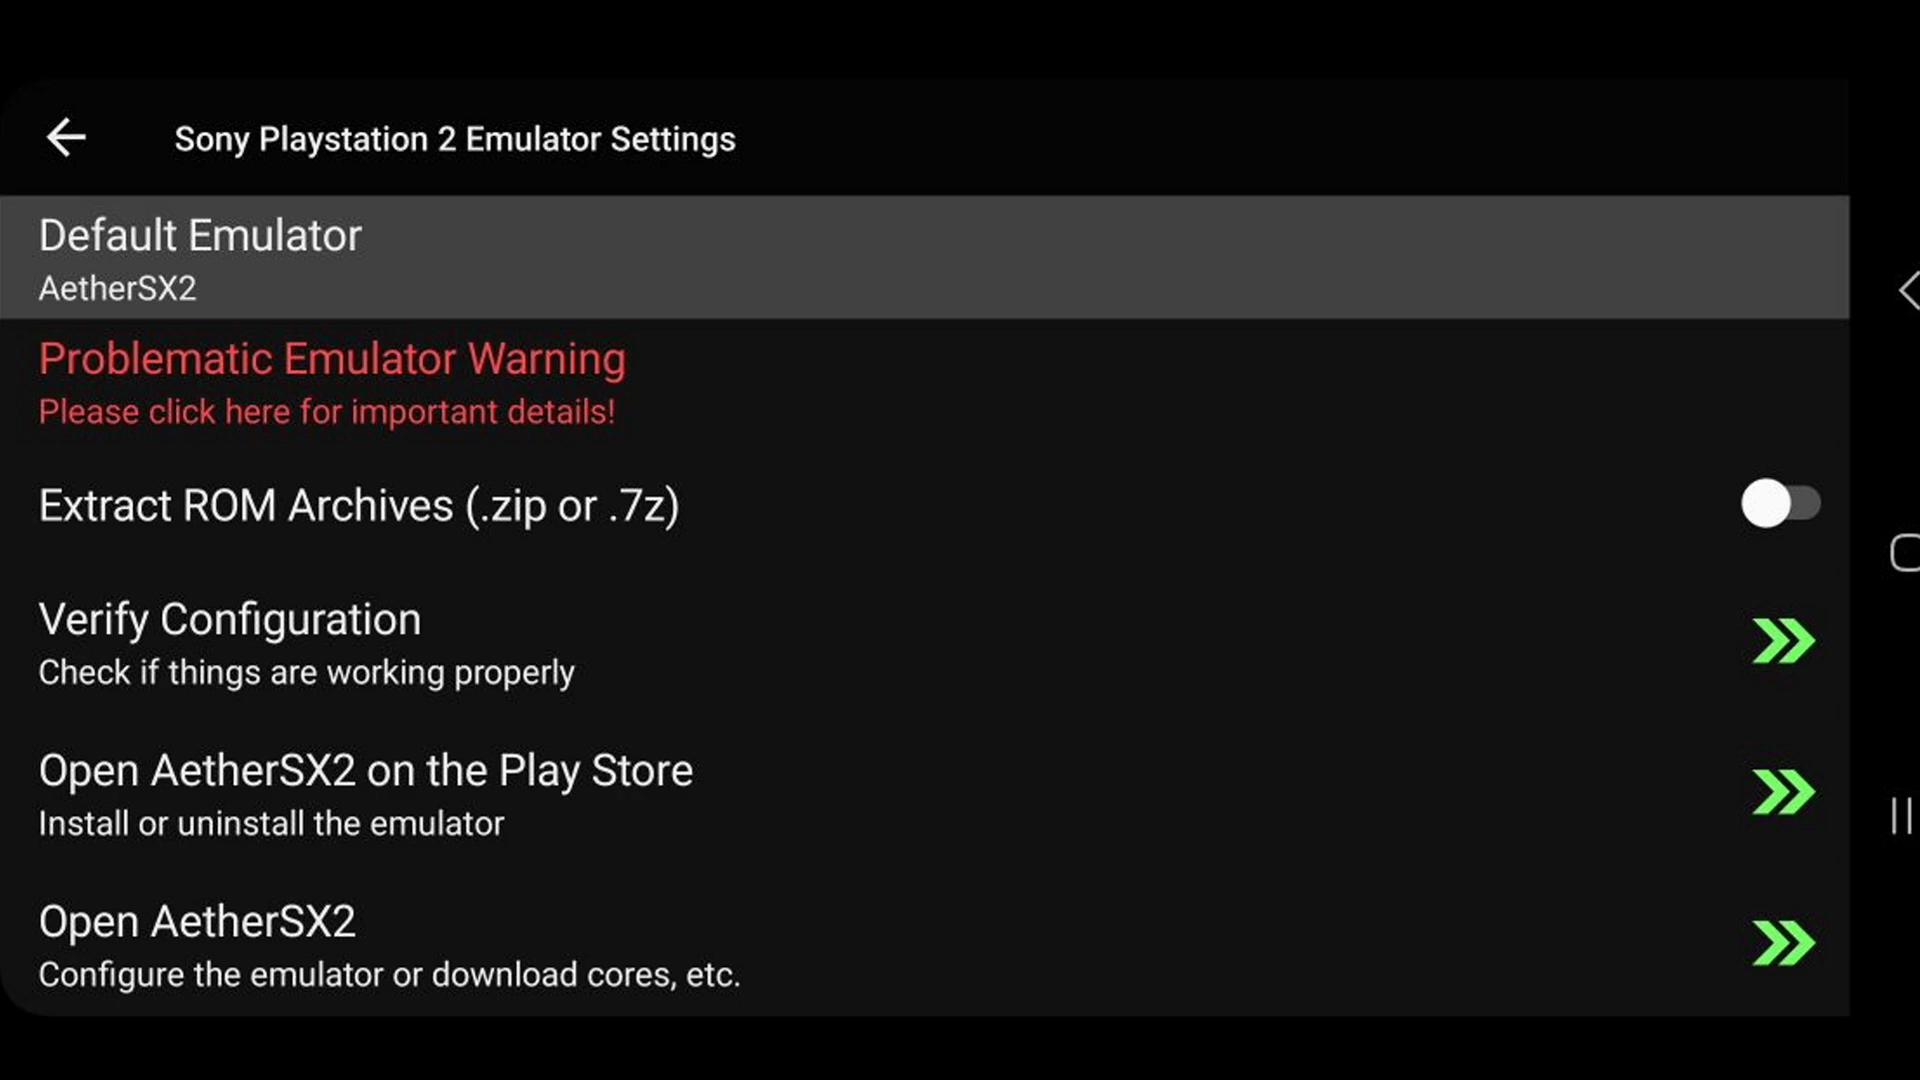 Sony Playstation 2 Emulator Settings
Default Emulator
AetherSX2
Problematic Emulator Warning
Please click here for important details!
Extract ROM Archives (.zip or .7z)
Verify Configuration
Check if things are working properly
Open AetherSX2 on the Play Store
Install or uninstall the emulator
Open AetherSX2
Configure the emulator or download cores, etc.